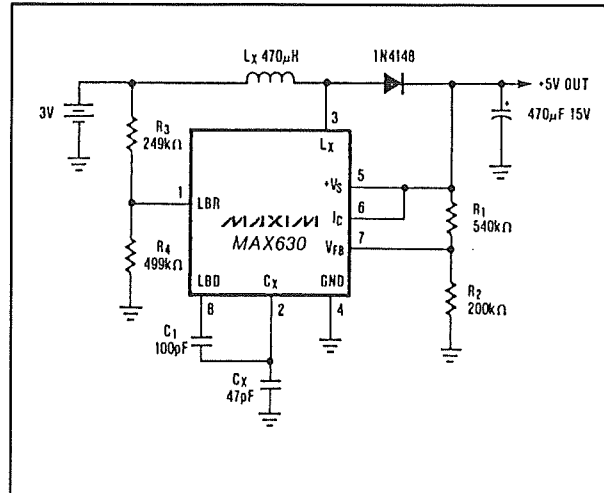 LX 470μH
1N4148
+5V OUT
470μF 15V
+
3V
R3
249kΩ
3
LX
+VS
5
IC
6
VFB
7
1
LBR
MAXIM
MAX630
R1
540kΩ
R4
499kΩ
LBD
CX
GND
8
2
4
R2
200kΩ
C1
100pF
CX
47pF